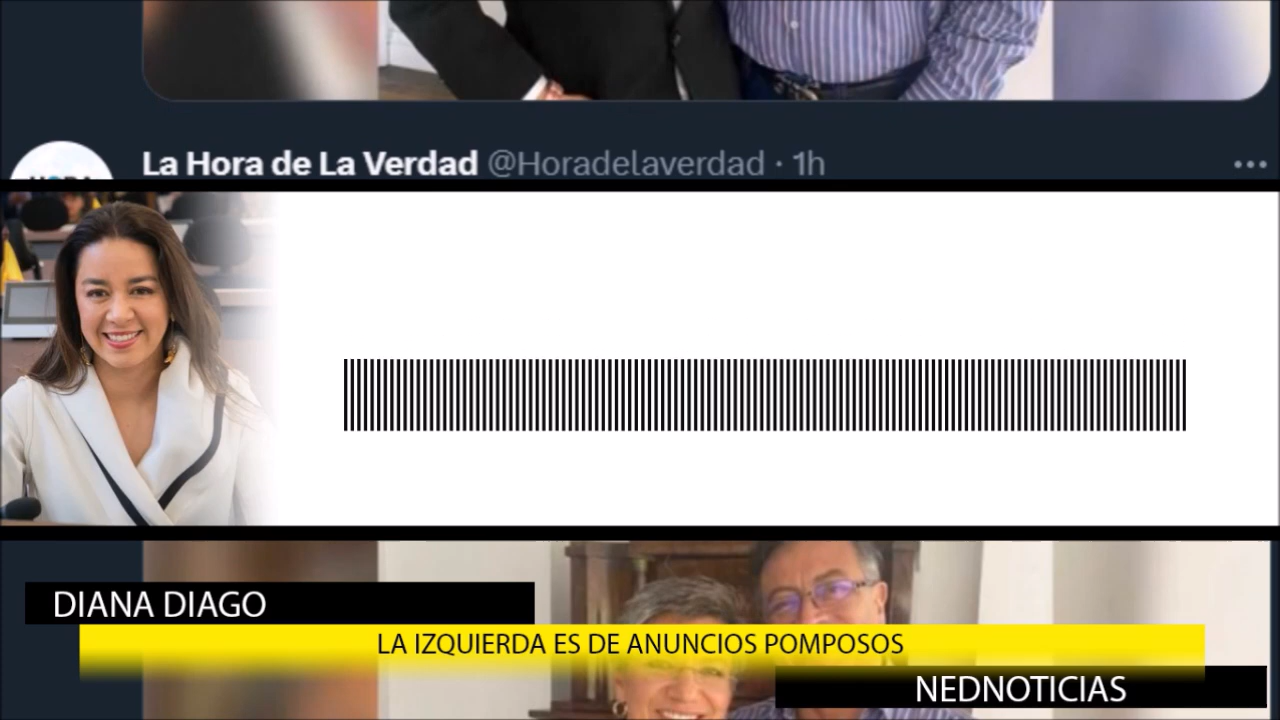 La Hora de La Verdad @Horadelaverdad · 1h
DIANA DIAGO
LA IZQUIERDA ES DE ANUNCIOS POMPOSOS
NEDNOTICIAS